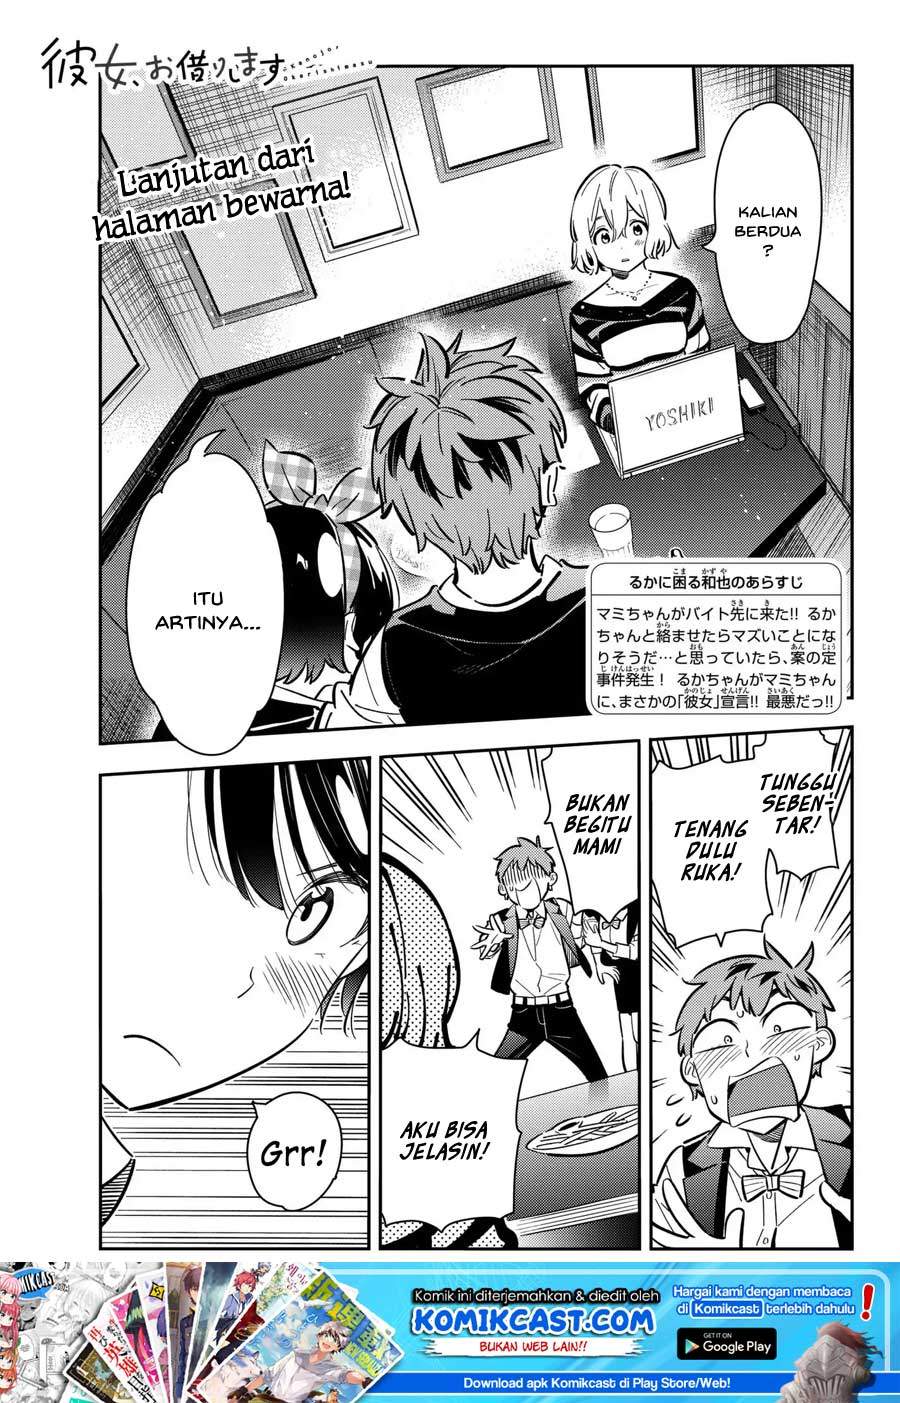 彼女、お借りします
Lanjutan dari
halaman bewarna!
KALIAN
BERDUA
?
YOSHIKI
ITU
ARTINYA...
るかに困る和也のあらすじ
マミちゃんがバイト先に来た!! るか
ちゃんと絡ませたらマズいことにな
りそうだ…と思っていたら、案の定
事件発生! るかちゃんがマミちゃん
に、まさかの「彼女」宣言!! 最悪だっ!!
TUNGGU
SEBEN-
TAR!
TENANG
DULU
RUKA!
BUKAN
BEGITU
MAMI
AKU BISA
JELASIN!
Grr!
Komik ini diterjemahkan & diedit oleh
KOMIKCAST.COM
BUKAN WEB LAIN!!
Hargai kami dengan membaca
di Komikcast terlebih dahulu
!
GET IT ON
Google Play
Download apk Komikcast di Play Store/Web!